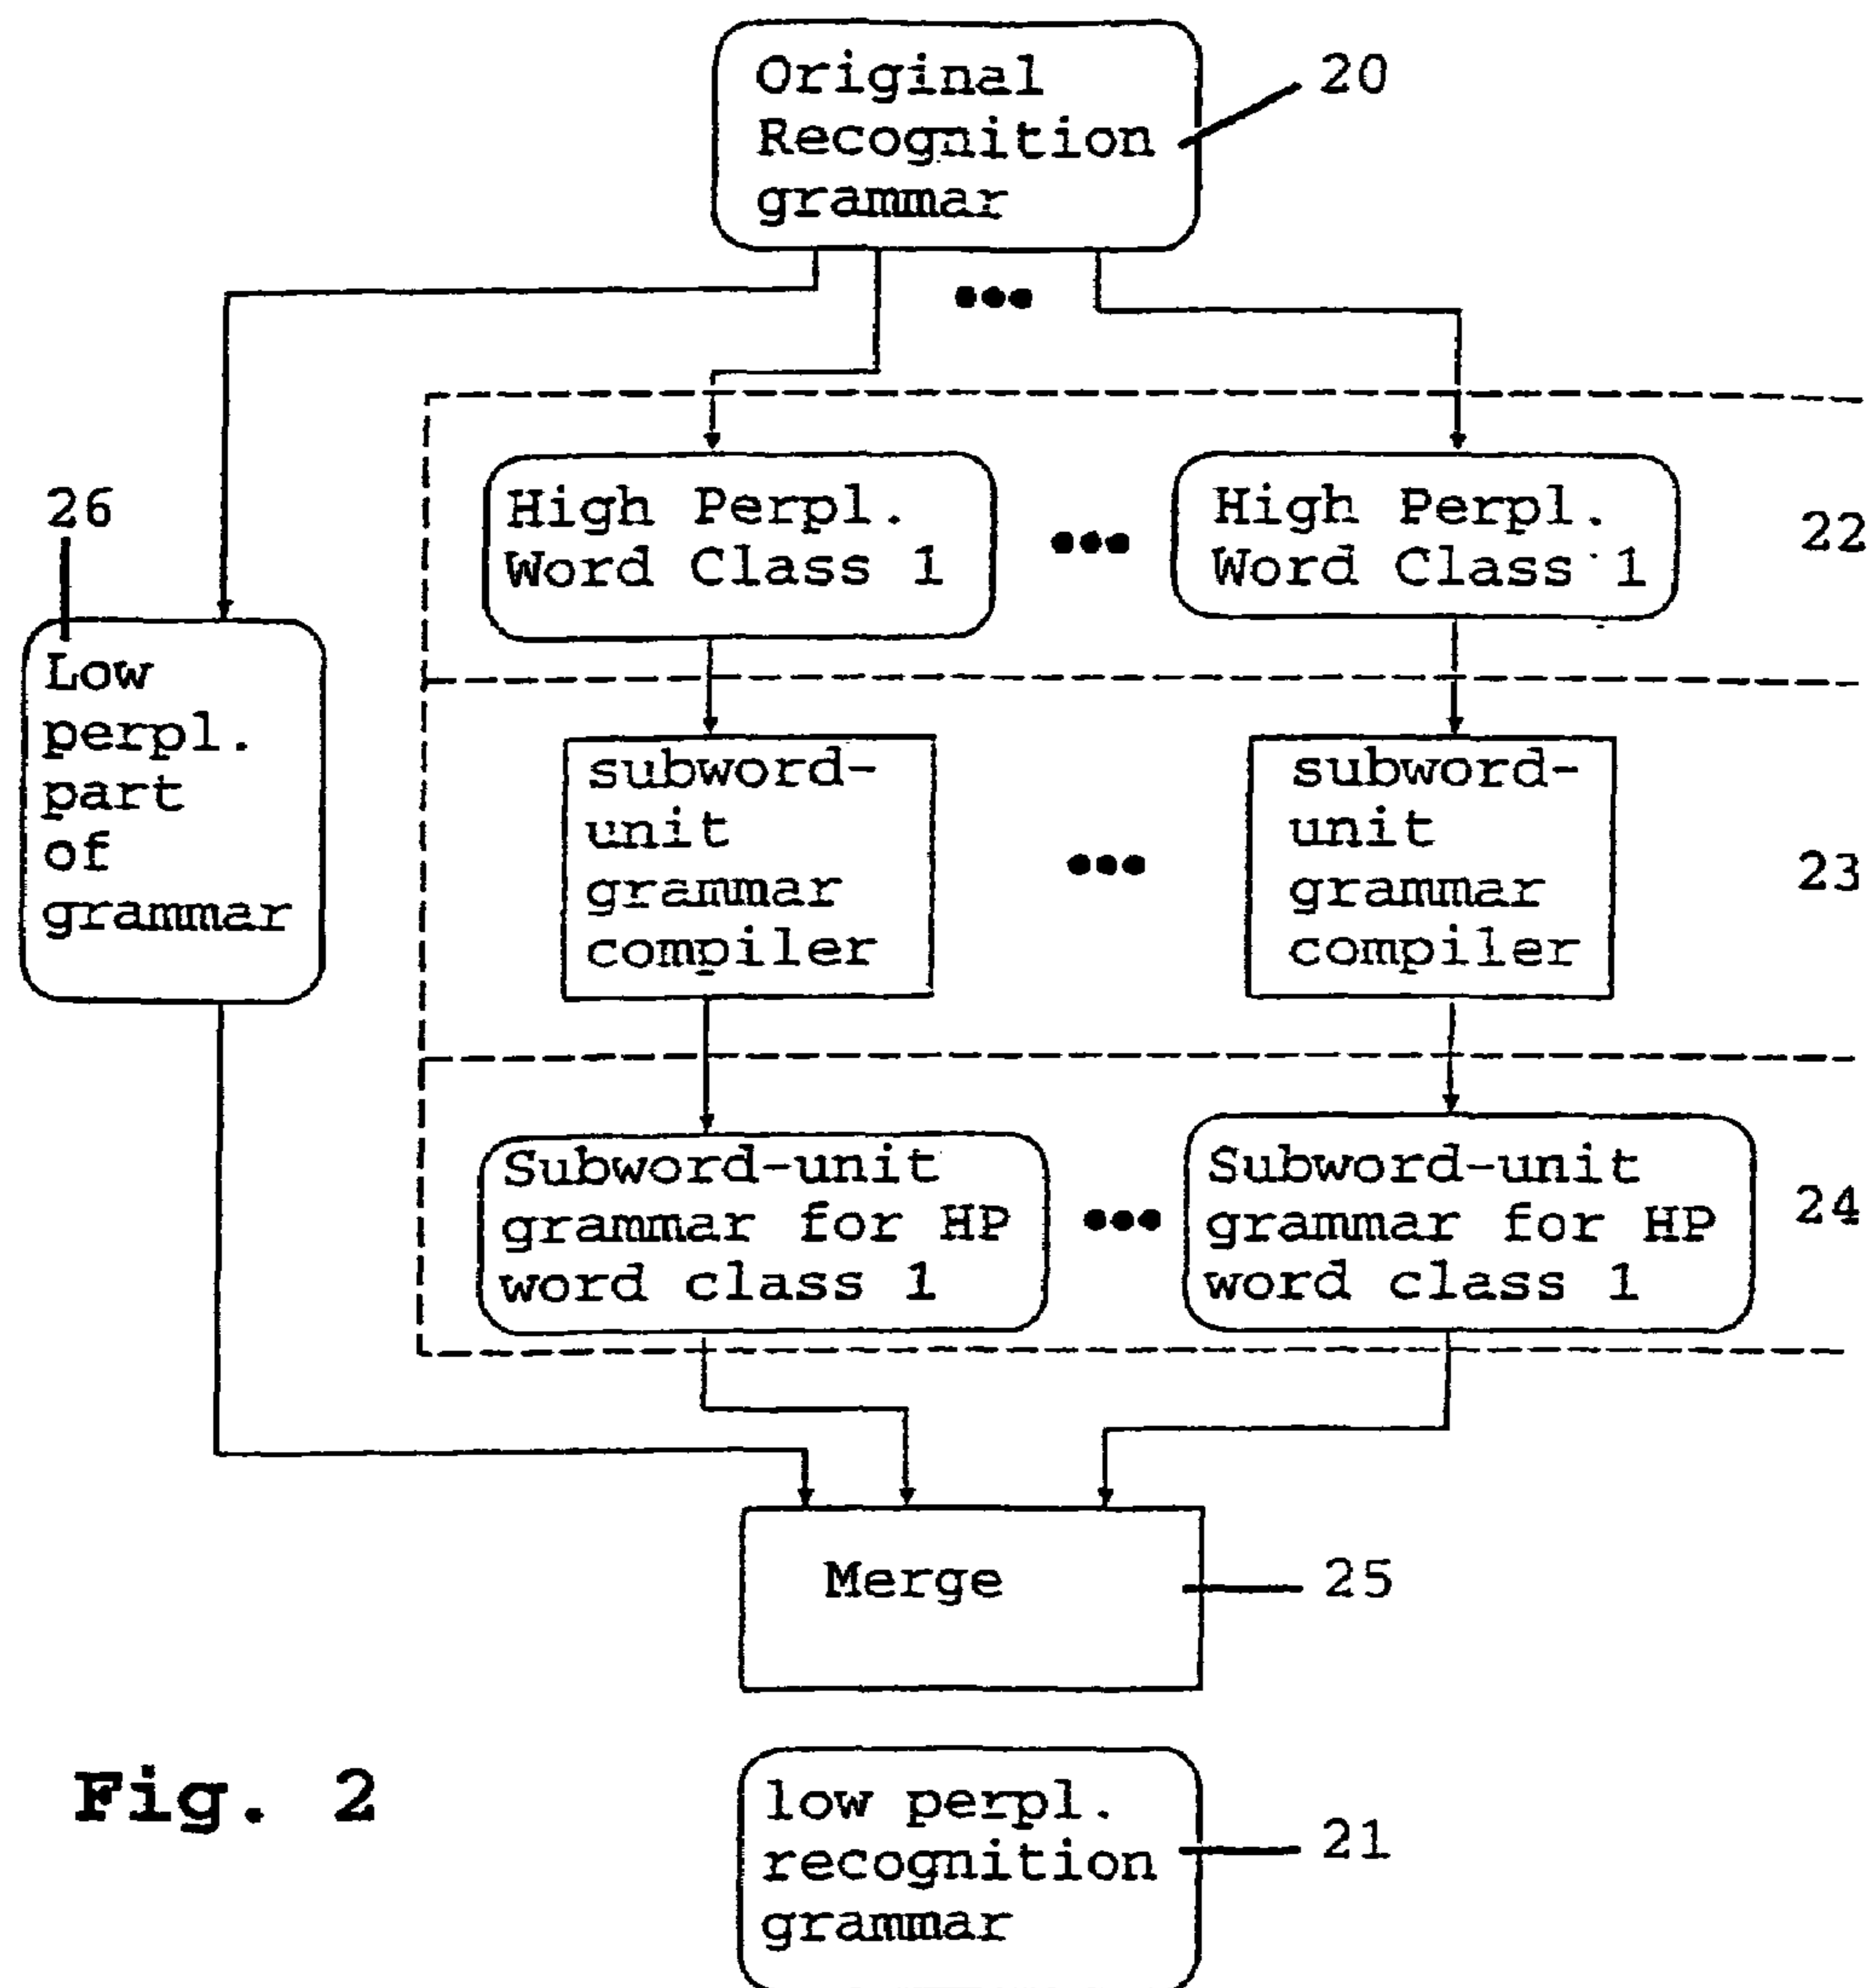 Original
Recognition
grammar
20
High Perpl.
Word Class 1
High Perpl.
Word Class 1
22
26
Low
perpl.
part
of
grammar
subword-
unit
grammar
compiler
subword-
unit
grammar
compiler
23
Subword-unit
grammar for HP
word class 1
Subword-unit
grammar for HP
word class 1
24
Merge
25
Fig. 2
low perpl.
recognition
grammar
21